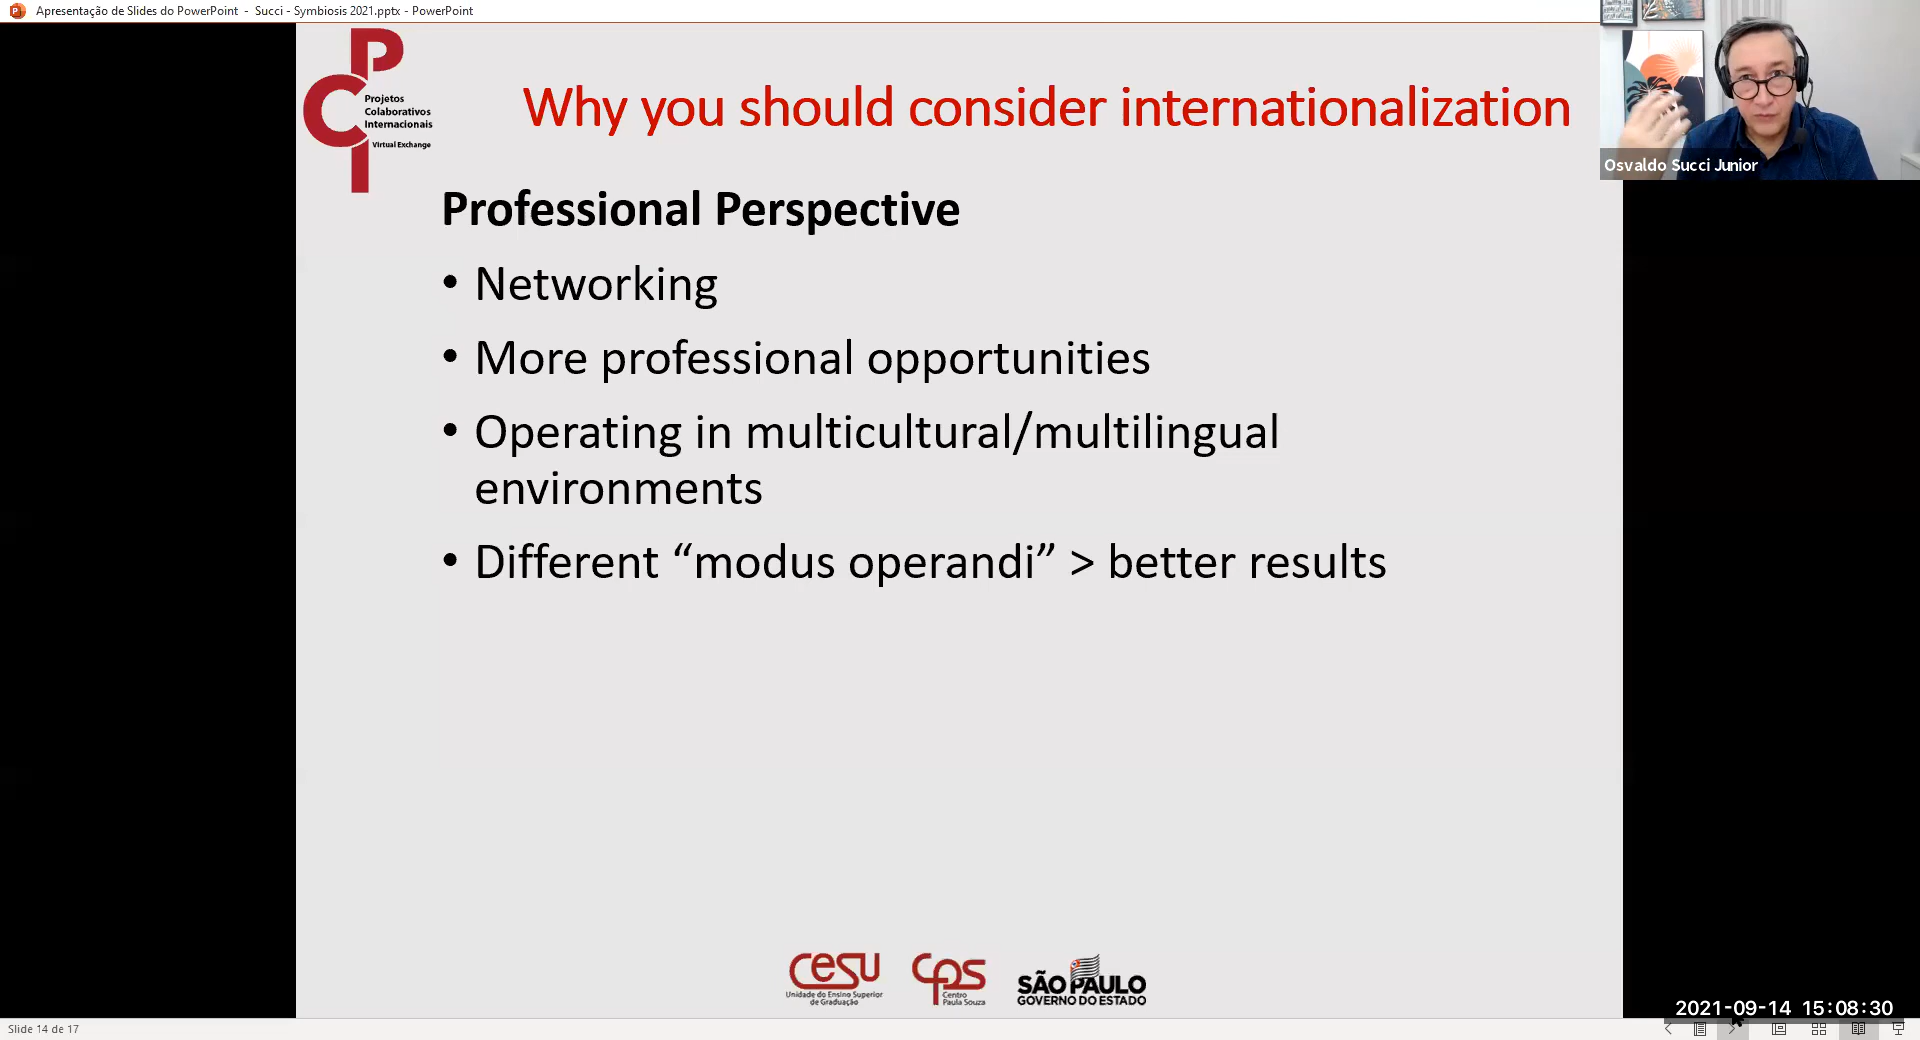 Apresentação de Slides do PowerPoint - Succi - Symbiosis 2021.pptx - PowerPoint
Projetos
Colaborativos
Internacionais
Virtual Exchange
Why you should consider internationalization
Osvaldo Succi Junior
Professional Perspective
• Networking
• More professional opportunities
• Operating in multicultural/multilingual
environments
• Different “modus operandi” > better results
cesu
Unidade do Ensino Superior
de Graduação
cps
Centro
Paula Souza
SÃO PAULO
GOVERNO DO ESTADO
2021-09-14 15:08:30
Slide 14 de 17